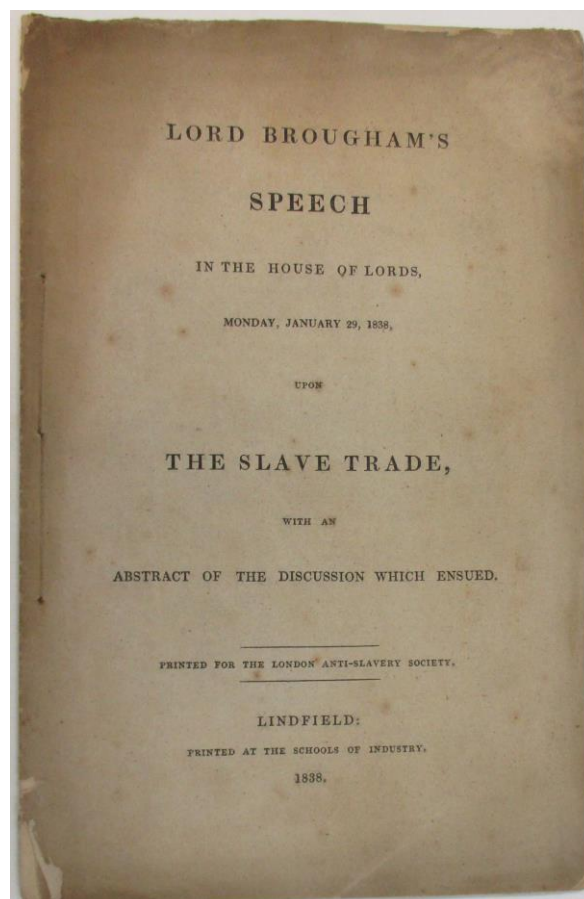 LORD BROUGHAM'S
SPEECH
IN THE HOUSE OF LORDS,
MONDAY, JANUARY 29, 1838,
UPON
THE SLAVE TRADE,
WITH AN
ABSTRACT OF THE DISCUSSION WHICH ENSUED.
PRINTED FOR THE LONDON ANTI-SLAVERY SOCIETY.
LINDFIELD:
PRINTED AT THE SCHOOLS OF INDUSTRY.
1838.